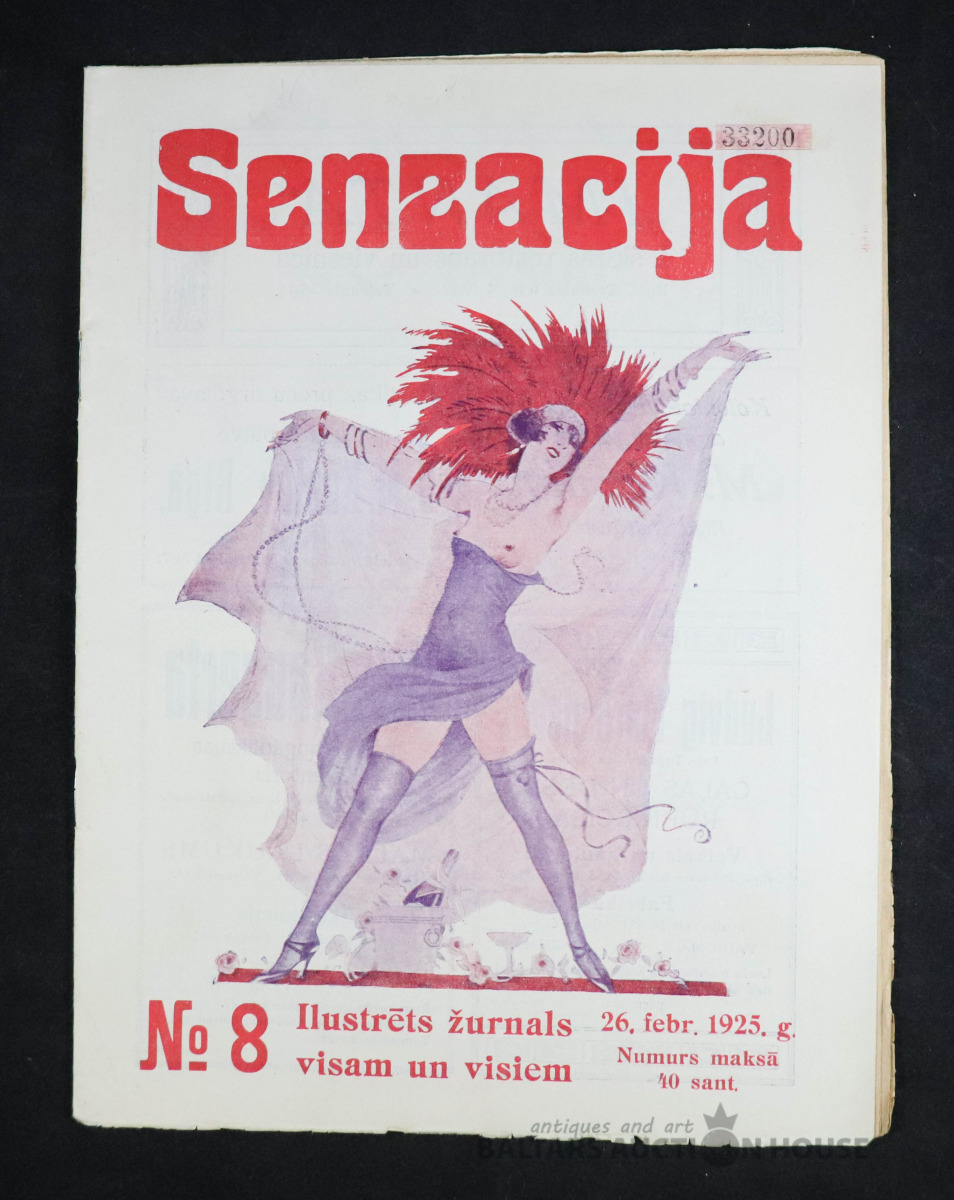 Senzacija
33200
№ 8
Ilustrēts žurnals
visam un visiem
26. febr. 1925. g.
Numurs maksā
40 sant.
antiques and art
BALTARS AUCTION HOUSE